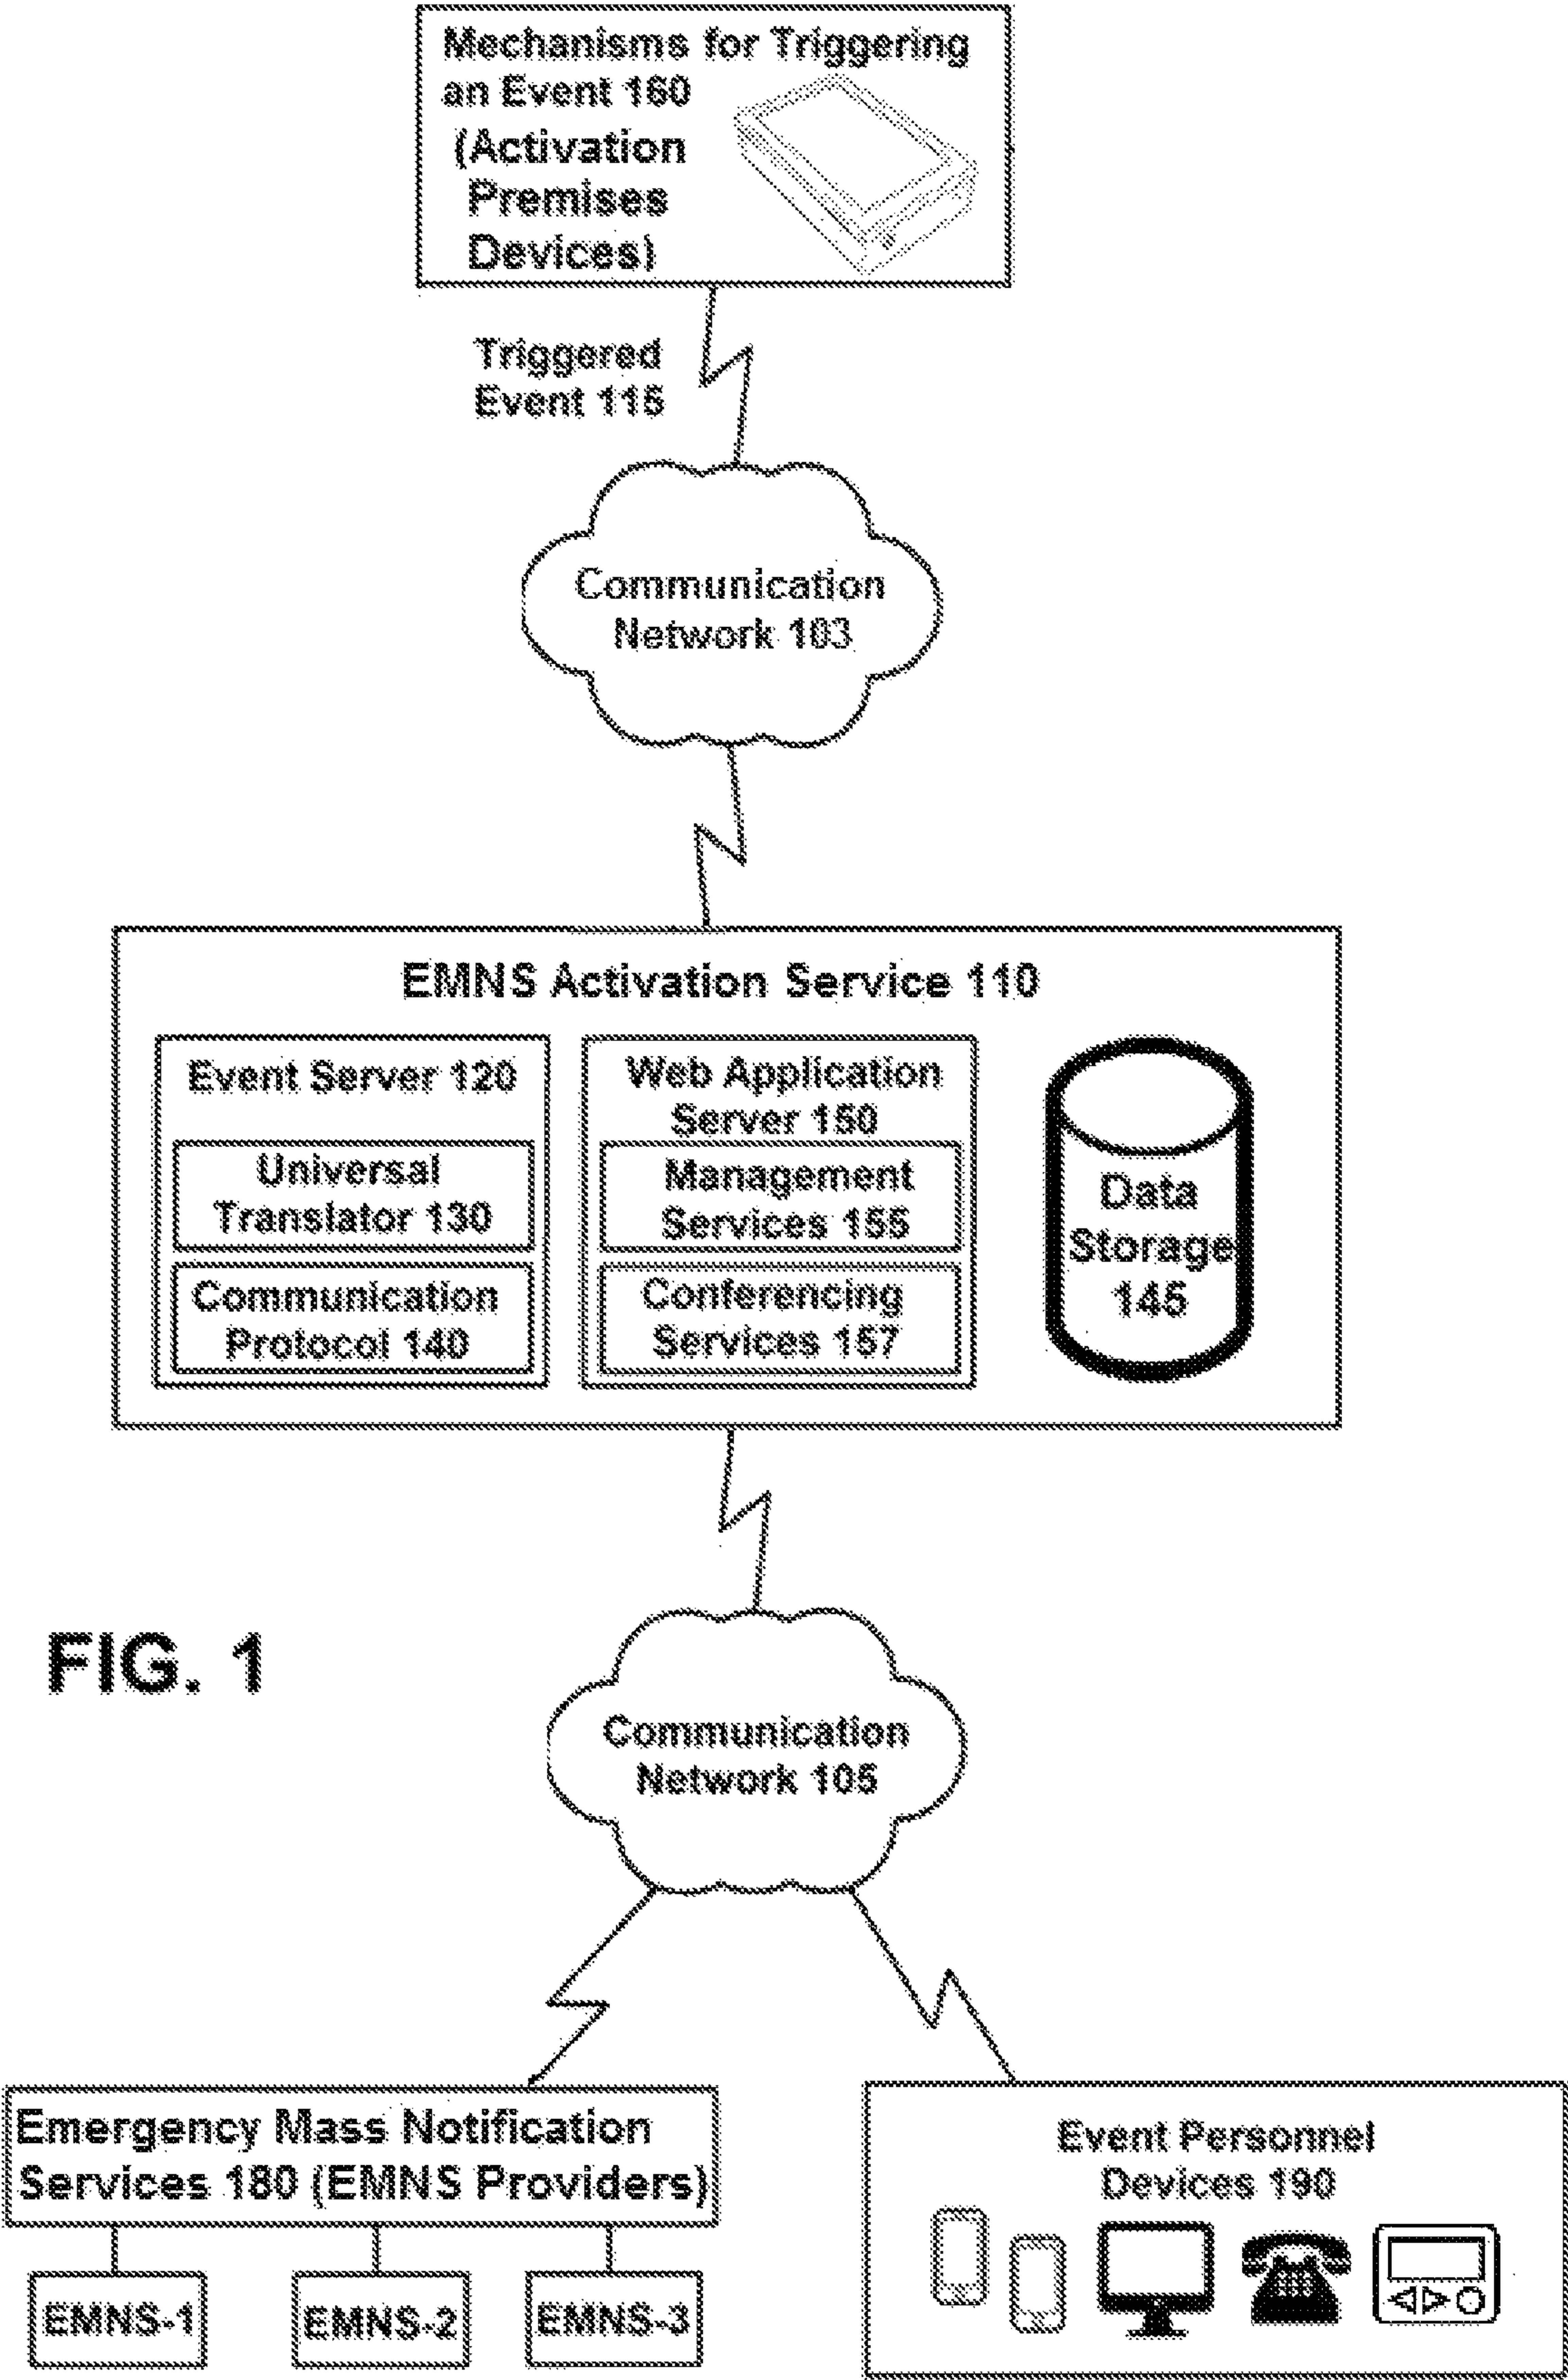 Mechanisms for Triggering
an Event 160
(Activation
Premises
Devices)
Triggered
Event 115
Communication
Network 103
EMNS Activation Service 110
Event Server 120
Universal
Translator 130
Communication
Protocol 140
Web Application
Server 150
Management
Services 155
Conferencing
Services 157
Data
Storage
145
FIG. 1
Communication
Network 105
Emergency Mass Notification
Services 180 (EMNS Providers)
EMNS-1
EMNS-2
EMNS-3
Event Personnel
Devices 190